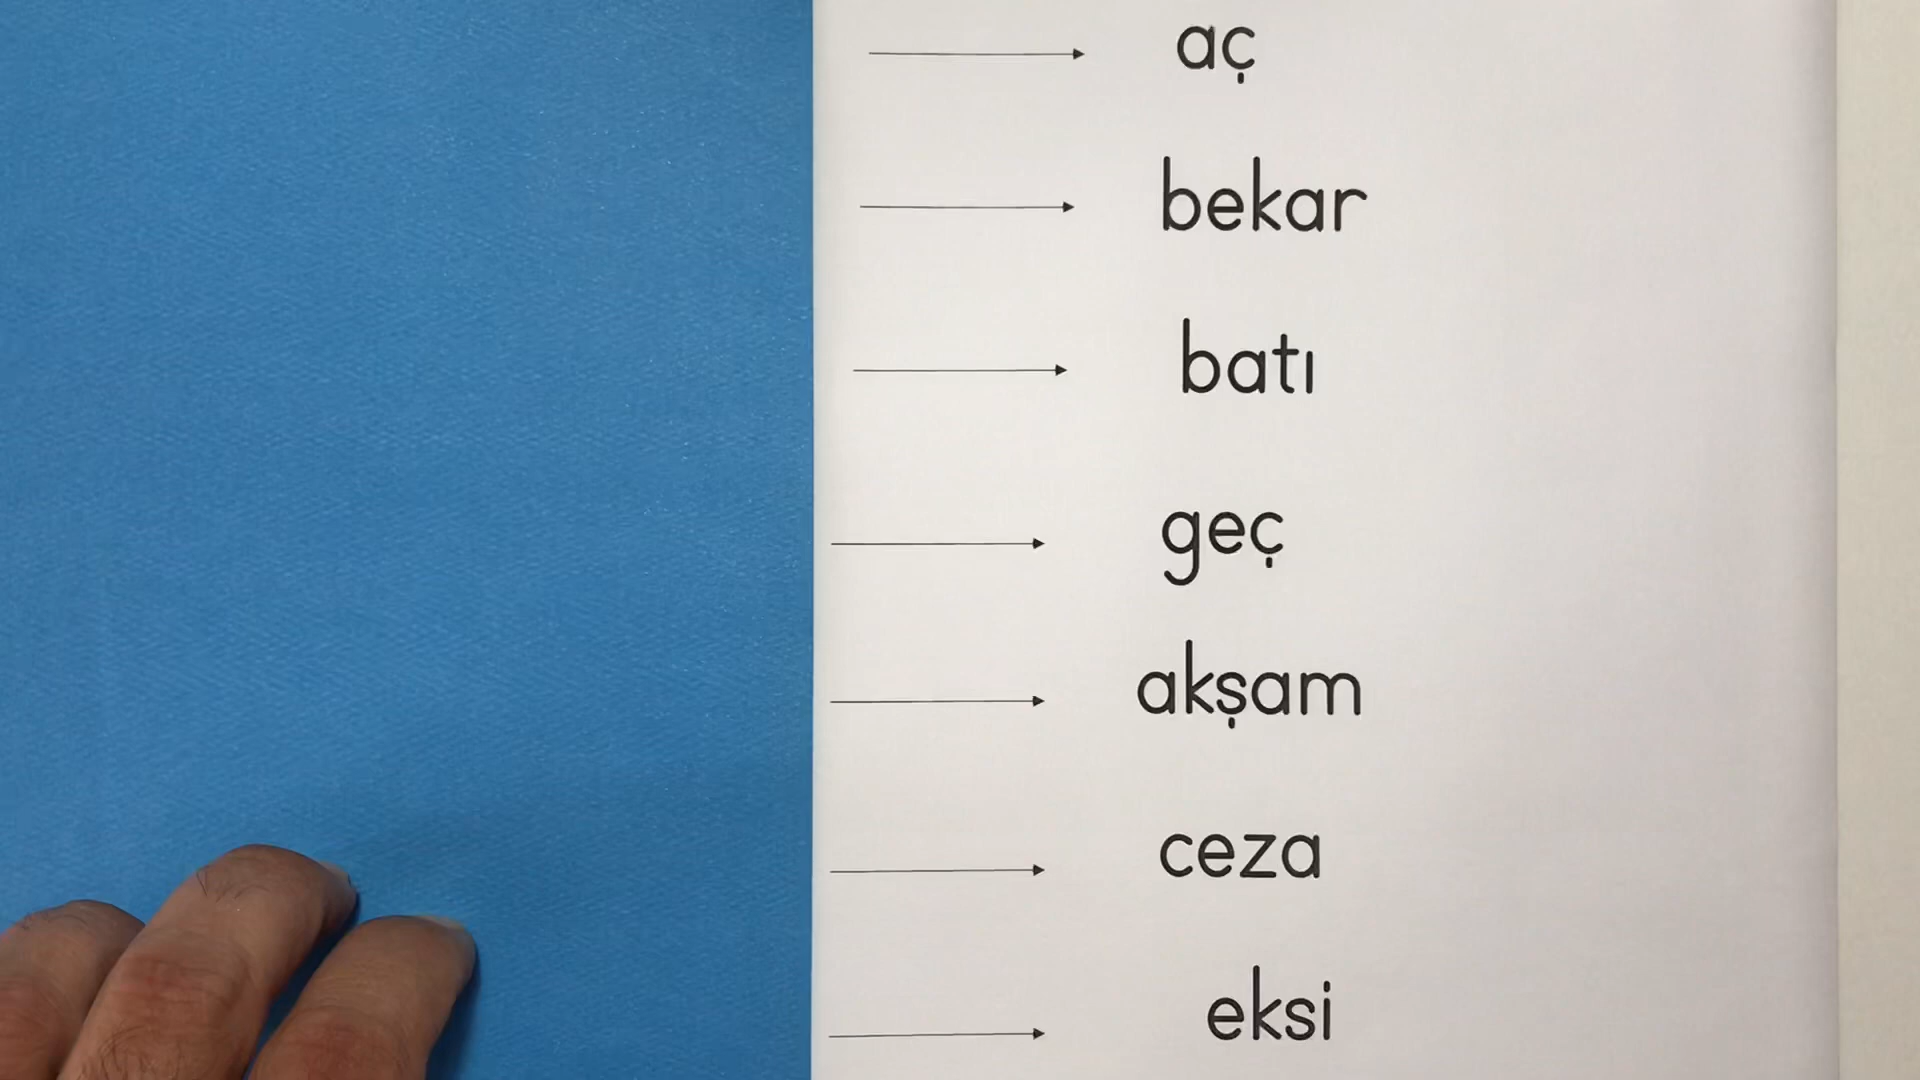 aç
bekar
batı
geç
akşam
ceza
eksi